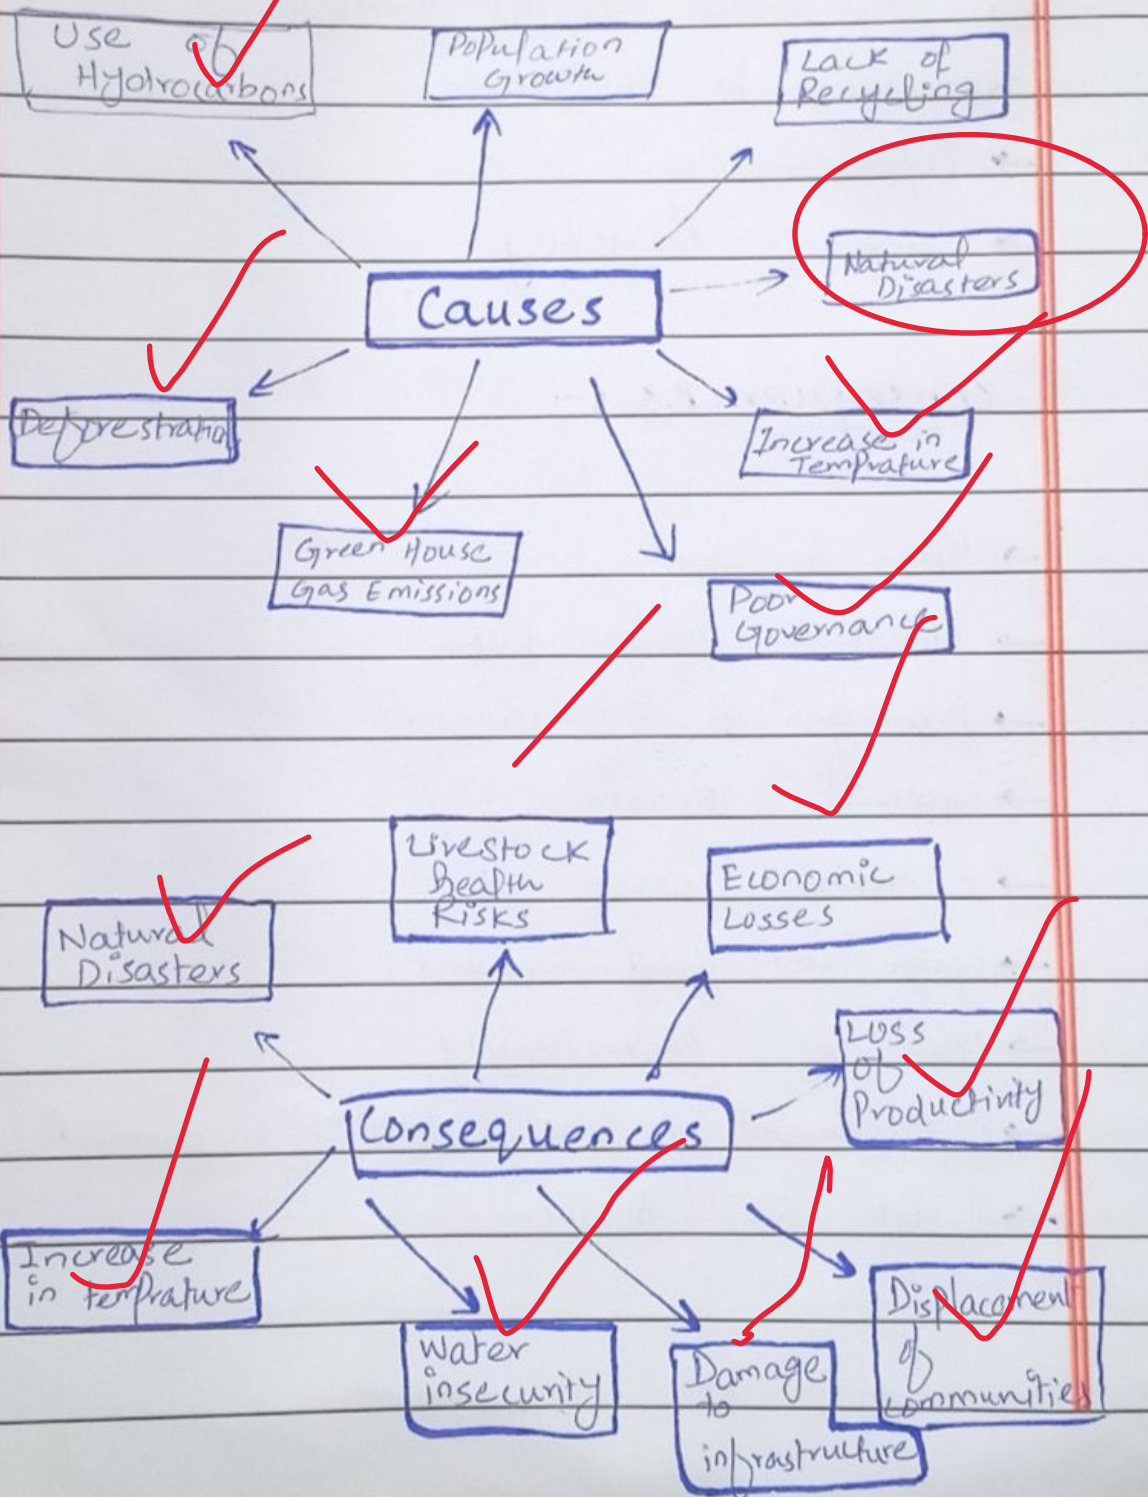 Use of
Hydrocarbons
Population
Growth
Lack of
Recycling
Natural
Disasters
Causes
Deforestratio
Increase in
Temprature
Green House
Gas Emissions
Poor
Governance
Livestock
health
Risks
Economic
Losses
Natural
Disasters
Loss
of
Productivity
Consequences
Increase
in temprature
Water
insecurity
Damage
to
infrastructure
Displacement
of
communities